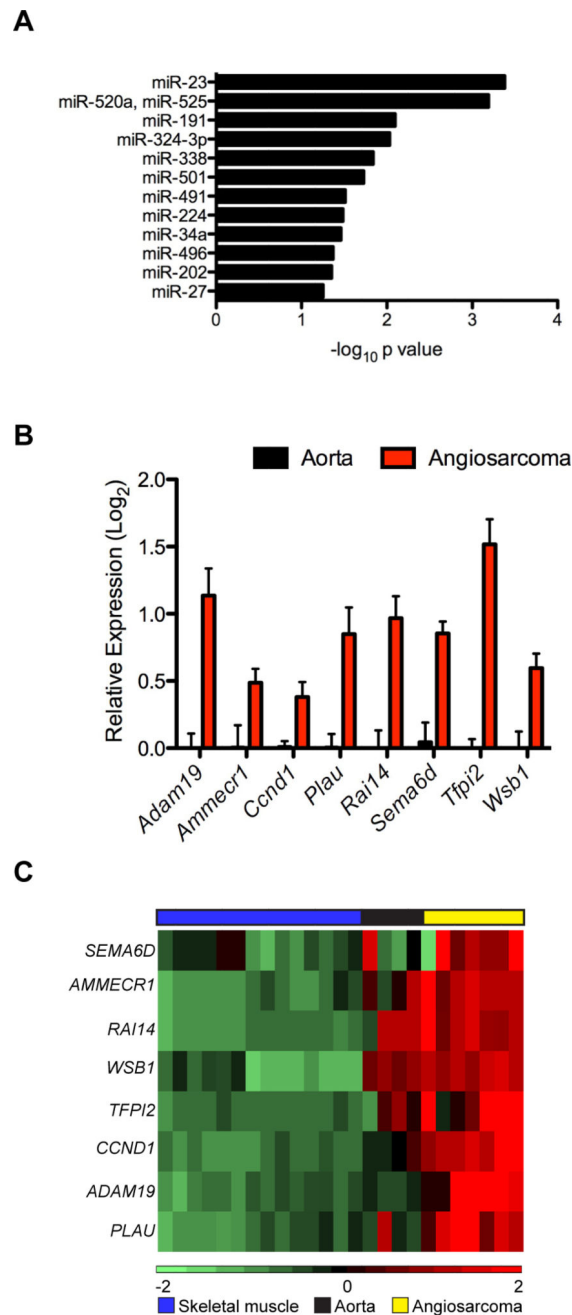 A
miR-23
miR-520a, miR-525
miR-191
miR-324-3p
miR-338
miR-501
miR-491
miR-224
miR-34a
miR-496
miR-202
miR-27
0 1 2 3 4
-log10 p value
B
Aorta Angiosarcoma
Relative Expression (Log2)
2.0
1.5
1.0
0.5
0.0
Adam19 Ammecr1 Ccnd1 Plau Rai14 Sema6d Tfpi2 Wsb1
C
SEMA6D
AMMECR1
RAI14
WSB1
TFPI2
CCND1
ADAM19
PLAU
-2 0 2
Skeletal muscle Aorta Angiosarcoma